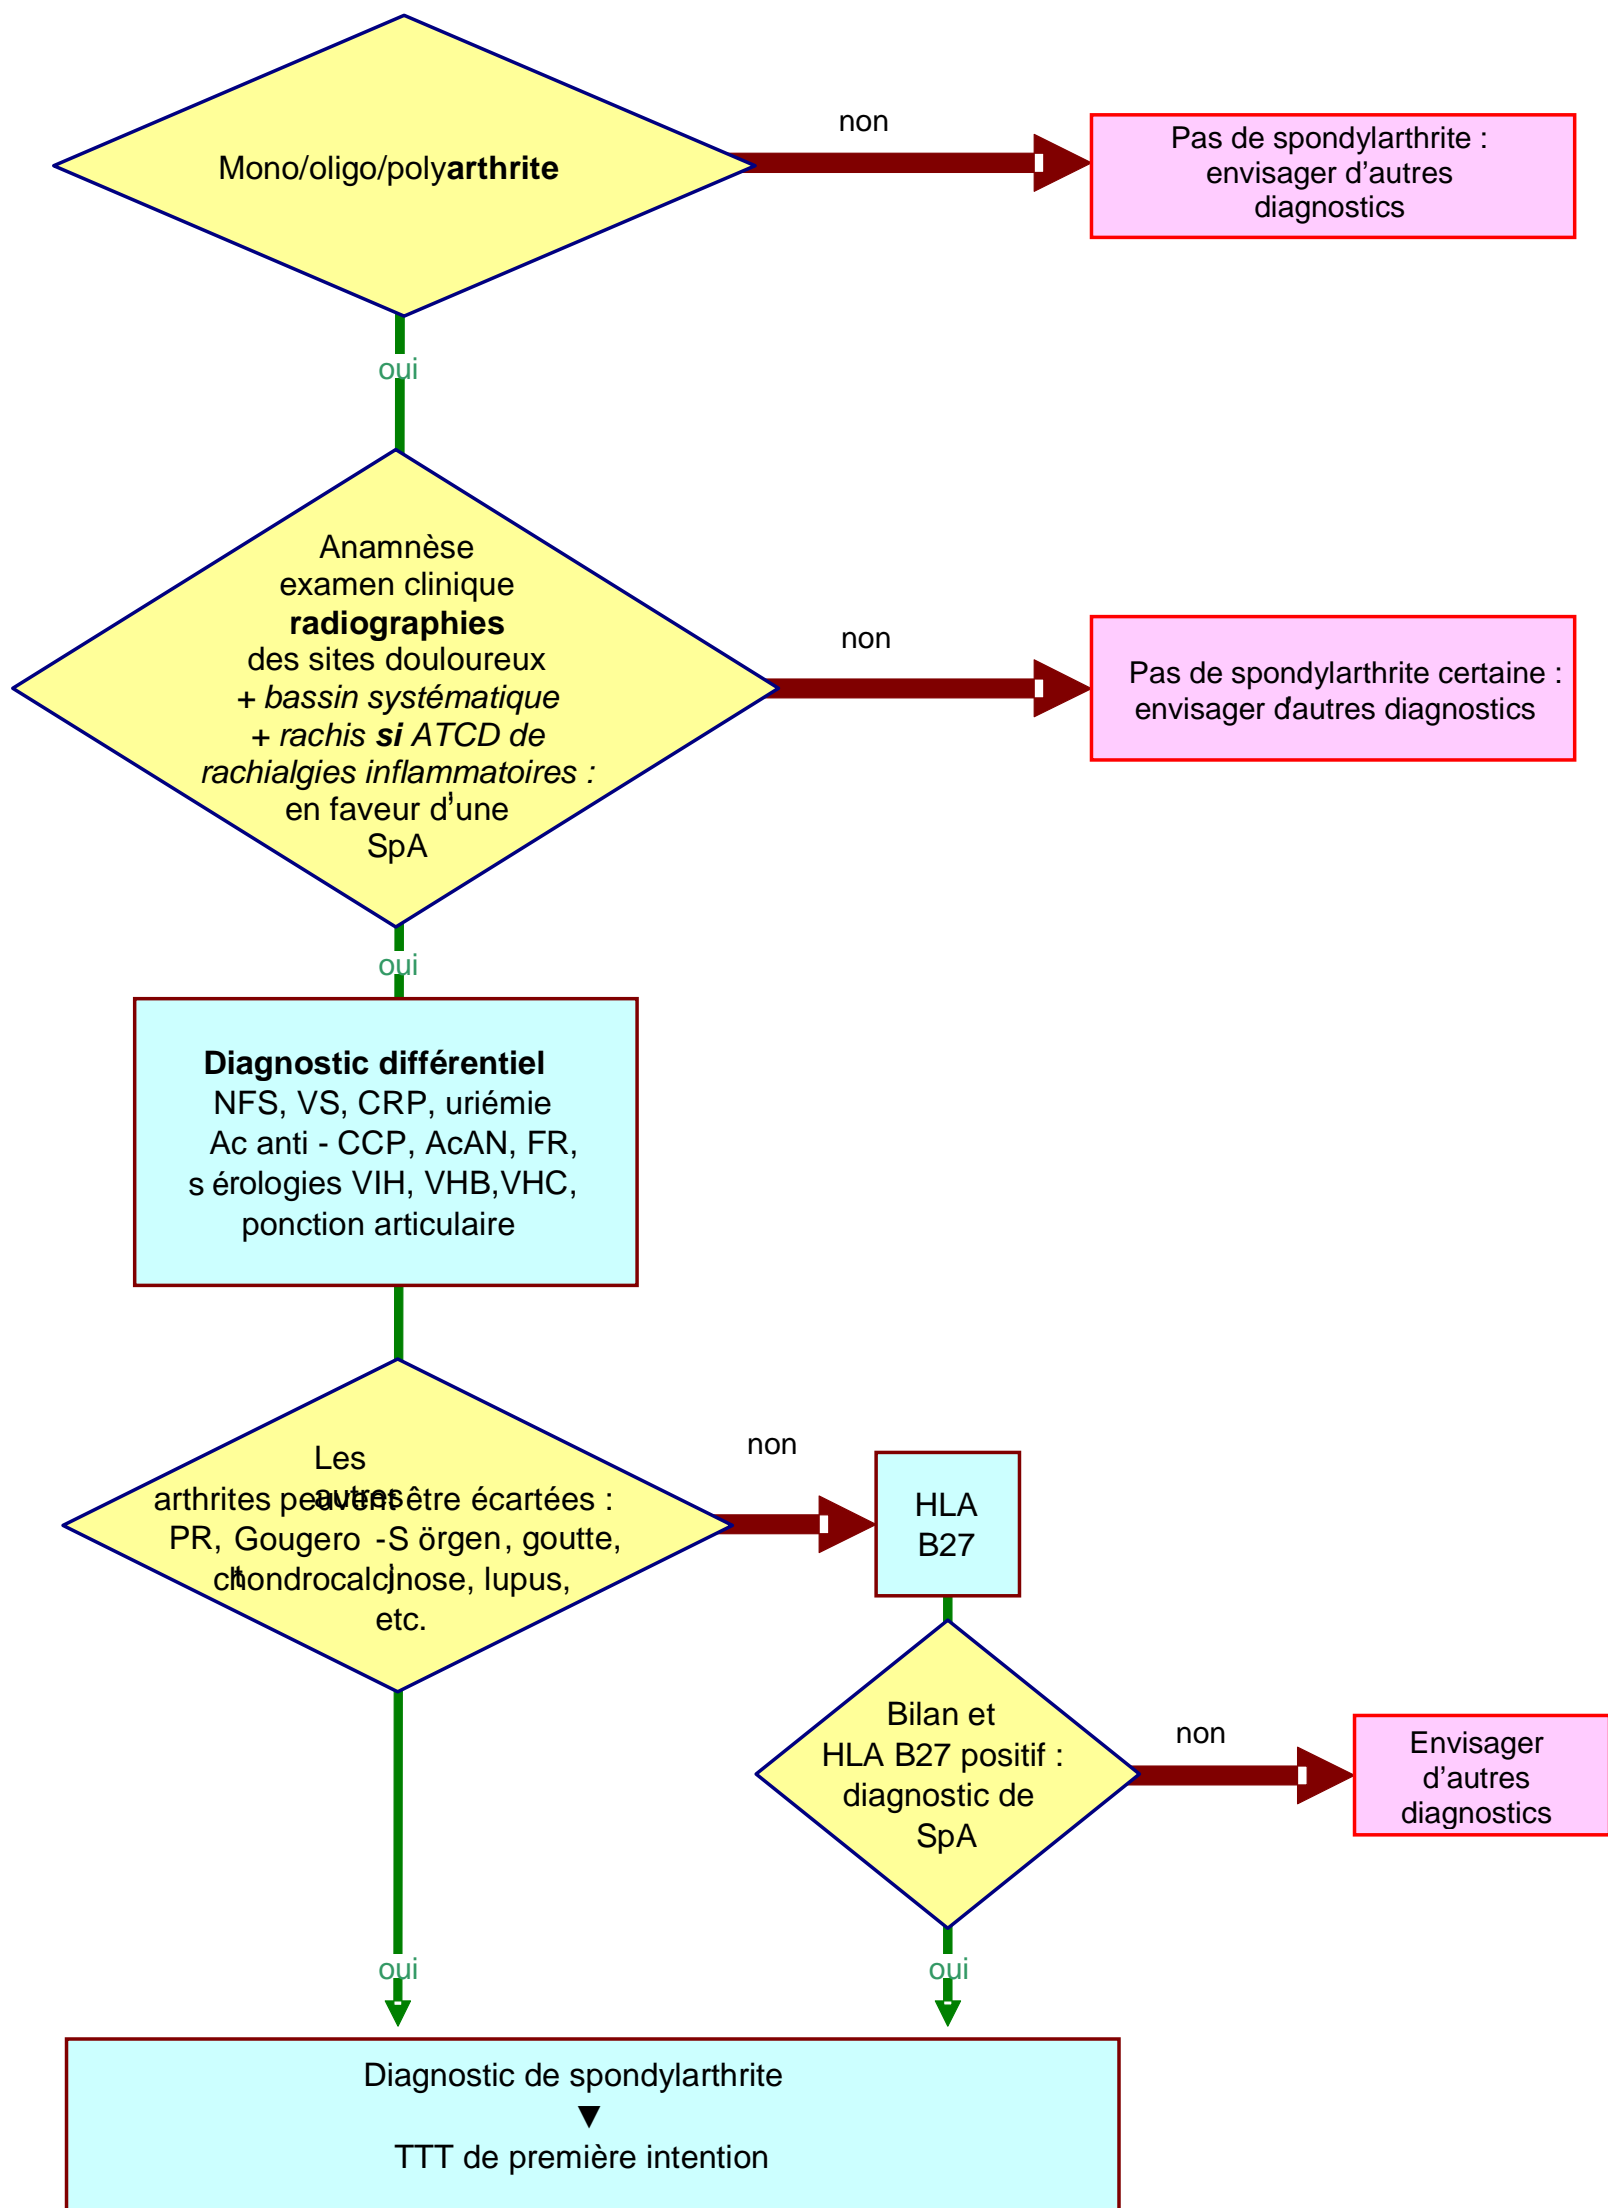 Mono/oligo/polyarthrite
non
Pas de spondylarthrite :
envisager d'autres
diagnostics
oui
Anamnèse
examen clinique
radiographies
des sites douloureux
+ bassin systématique
+ rachis si ATCD de
rachialgies inflammatoires :
en faveur d'une
SpA
non
Pas de spondylarthrite certaine :
envisager d'autres diagnostics
oui
Diagnostic différentiel
NFS, VS, CRP, uriémie
Ac anti - CCP, AcAN, FR,
s érologies VIH, VHB,VHC,
ponction articulaire
Les
autres
arthrites peuvent être écartées :
PR, Gougero -S örgen, goutte,
t j
chondrocalcinose, lupus,
etc.
non
HLA
B27
Bilan et
HLA B27 positif :
diagnostic de
SpA
non
Envisager
d'autres
diagnostics
oui
oui
Diagnostic de spondylarthrite
▼
TTT de première intention